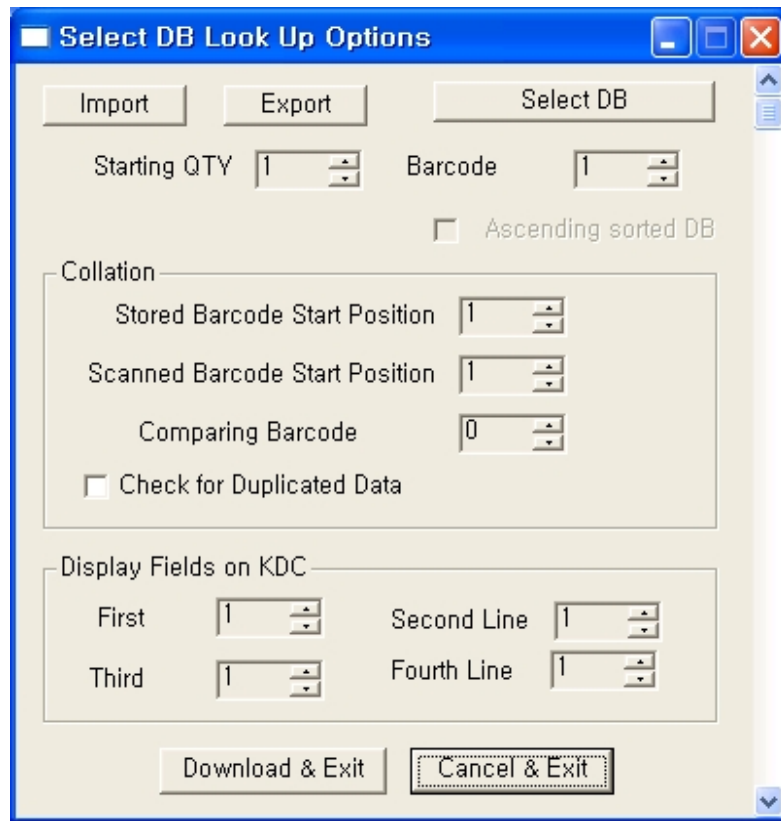 Select DB Look Up Options
Import Export Select DB
Starting QTY 1 Barcode 1
Ascending sorted DB
Collation
Stored Barcode Start Position 1
Scanned Barcode Start Position 1
Comparing Barcode 0
Check for Duplicated Data
Display Fields on KDC
First 1 Second Line 1
Third 1 Fourth Line 1
Download & Exit Cancel & Exit